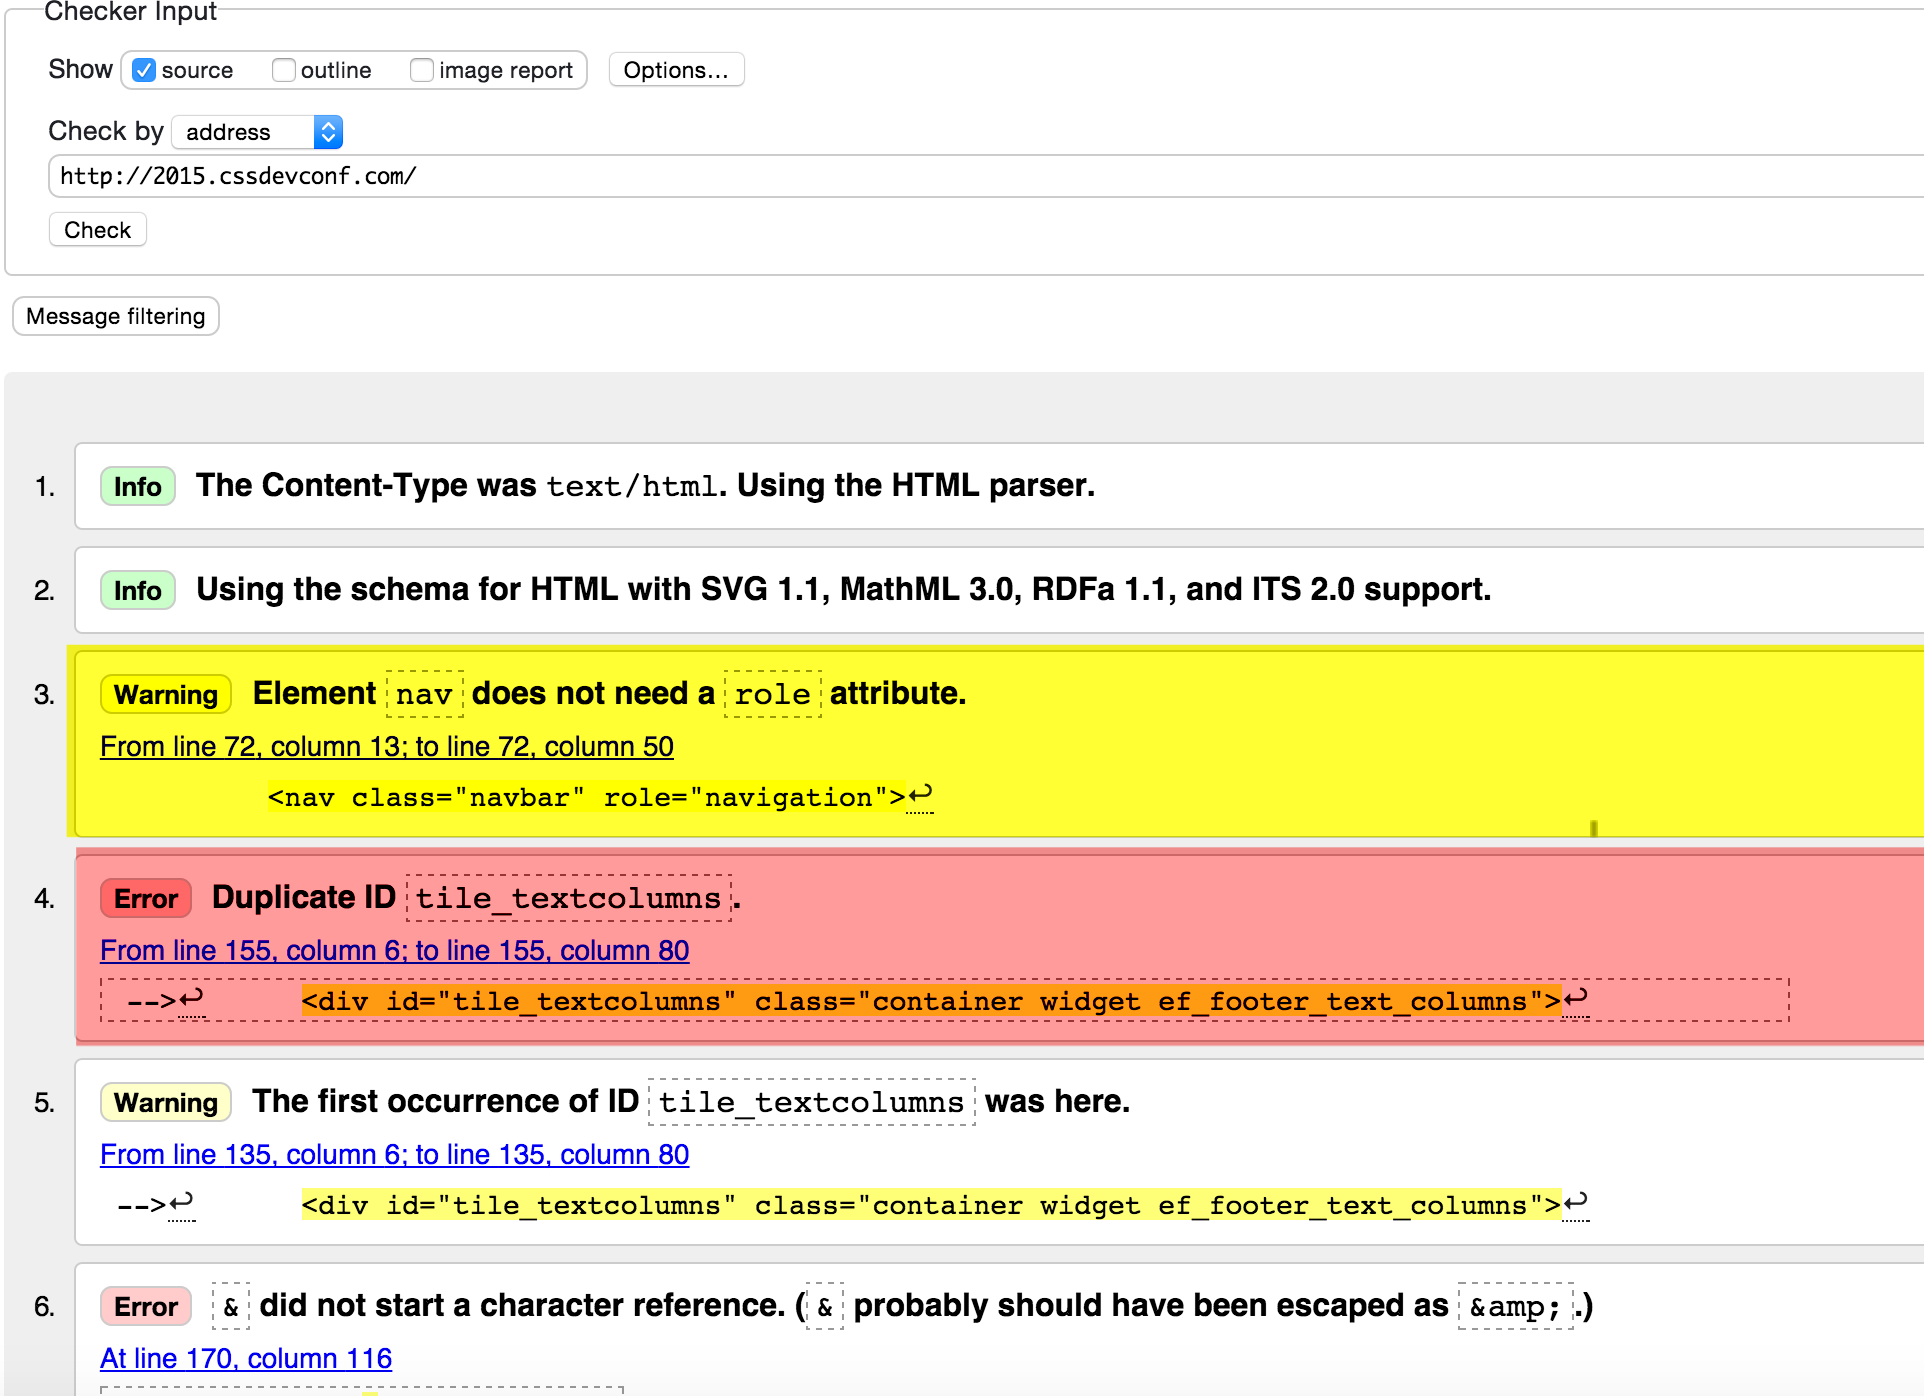 Checker Input
Show source outline image report Options...
Check by address
http://2015.cssdevconf.com/
Check
Message filtering
1. Info The Content-Type was text/html. Using the HTML parser.
2. Info Using the schema for HTML with SVG 1.1, MathML 3.0, RDFa 1.1, and ITS 2.0 support.
3. Warning Element nav does not need a role attribute.
From line 72, column 13; to line 72, column 50
<nav class="navbar" role="navigation">↩
4. Error Duplicate ID tile_textcolumns.
From line 155, column 6; to line 155, column 80
-->↩ <div id="tile_textcolumns" class="container widget ef_footer_text_columns">↩
5. Warning The first occurrence of ID tile_textcolumns was here.
From line 135, column 6; to line 135, column 80
-->↩ <div id="tile_textcolumns" class="container widget ef_footer_text_columns">↩
6. Error & did not start a character reference. (& probably should have been escaped as &amp;.)
At line 170, column 116